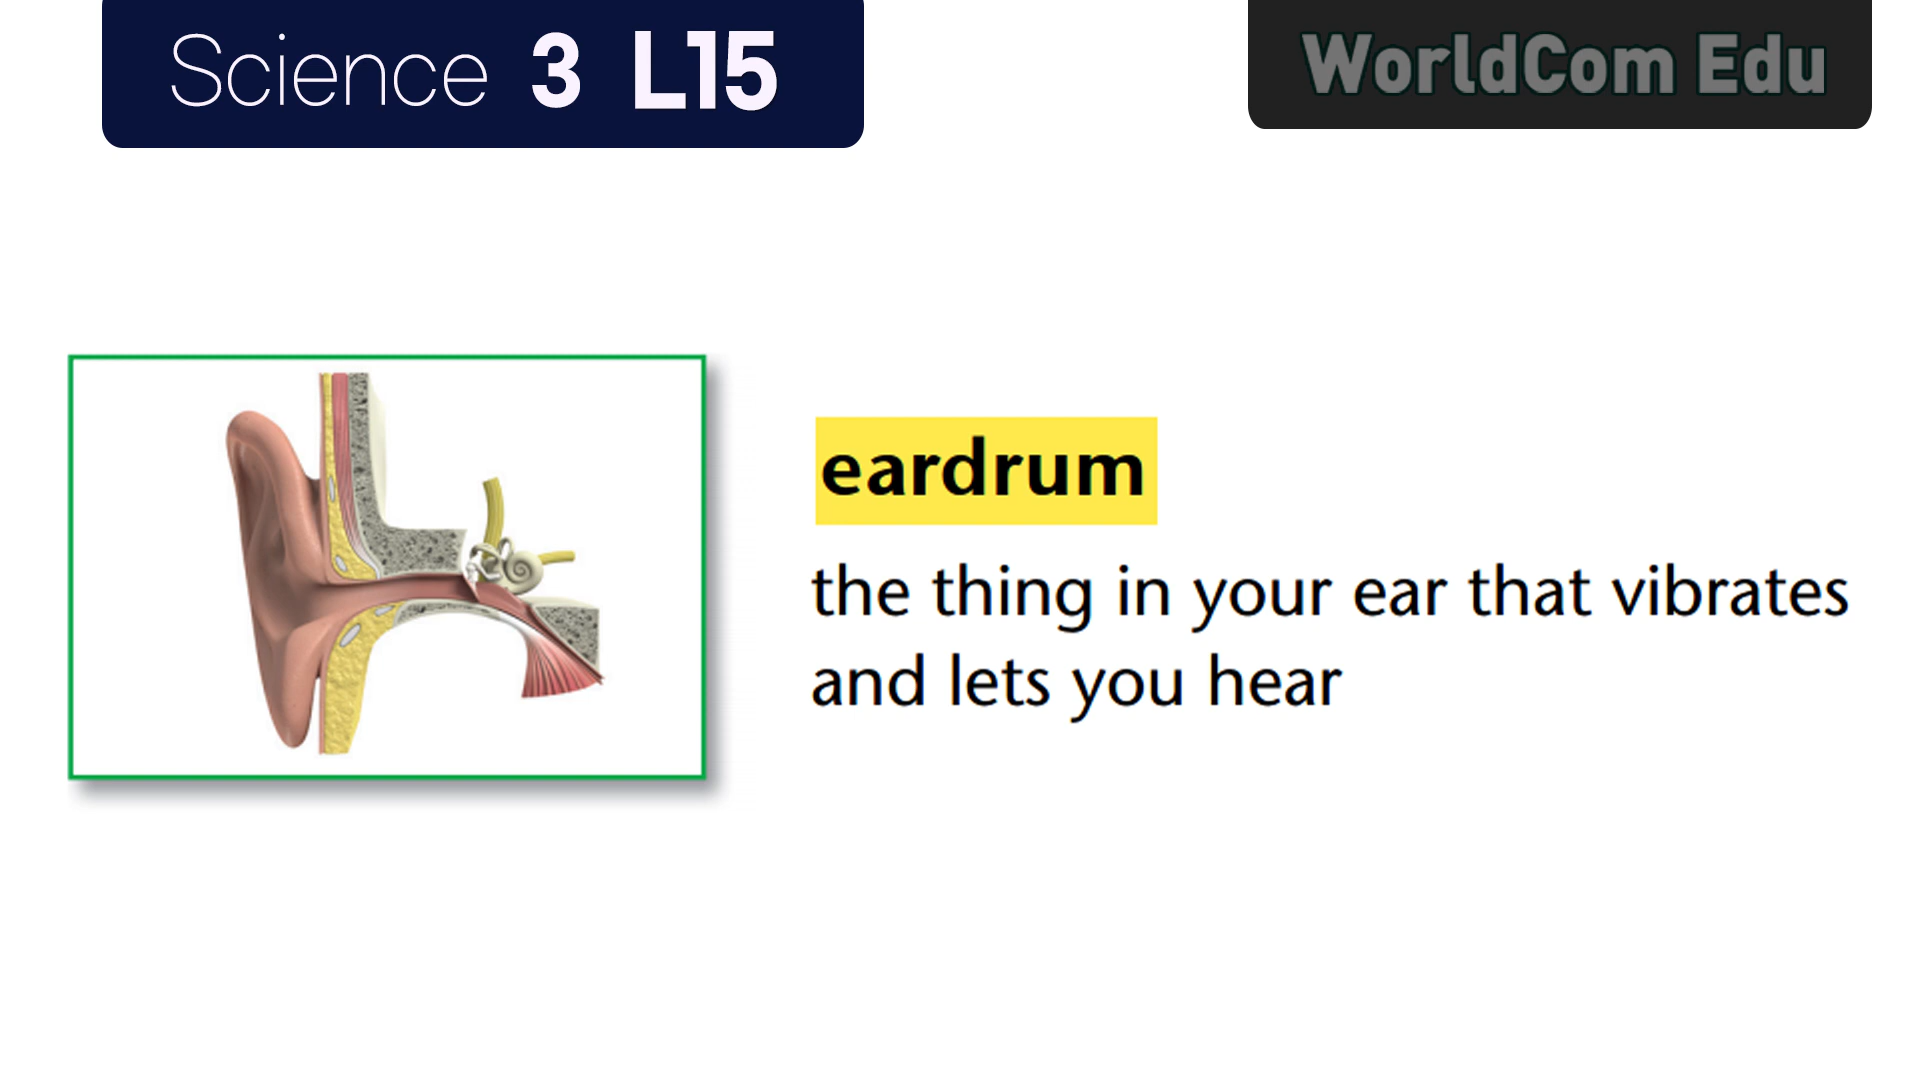 Science 3 L15
WorldCom Edu
eardrum
the thing in your ear that vibrates
and lets you hear